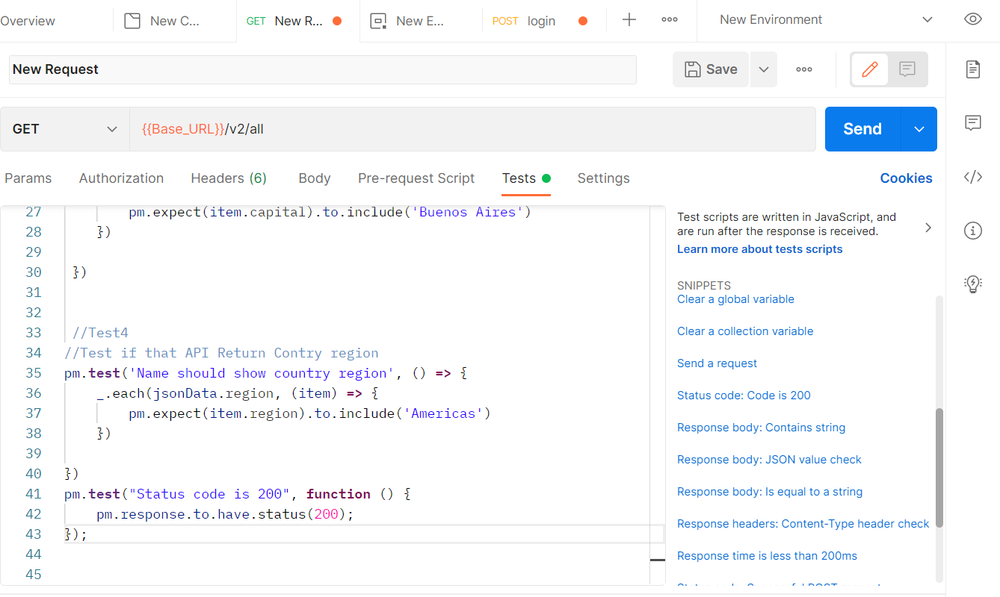 Overview New C... GET New R... New E... POST login New Environment
New Request Save
GET {{Base_URL}}/v2/all Send
Params Authorization Headers (6) Body Pre-request Script Tests Settings Cookies
27 pm.expect(item.capital).to.include('Buenos Aires')
28 })
29
30 })
31
32
33 //Test4
34 //Test if that API Return Contry region
35 pm.test('Name should show country region', () => {
36 _.each(jsonData.region, (item) => {
37 pm.expect(item.region).to.include('Americas')
38 })
39
40 })
41 pm.test("Status code is 200", function () {
42 pm.response.to.have.status(200);
43 });
44
45
Test scripts are written in JavaScript, and
are run after the response is received.
Learn more about tests scripts
SNIPPETS
Clear a global variable
Clear a collection variable
Send a request
Status code: Code is 200
Response body: Contains string
Response body: JSON value check
Response body: Is equal to a string
Response headers: Content-Type header check
Response time is less than 200ms